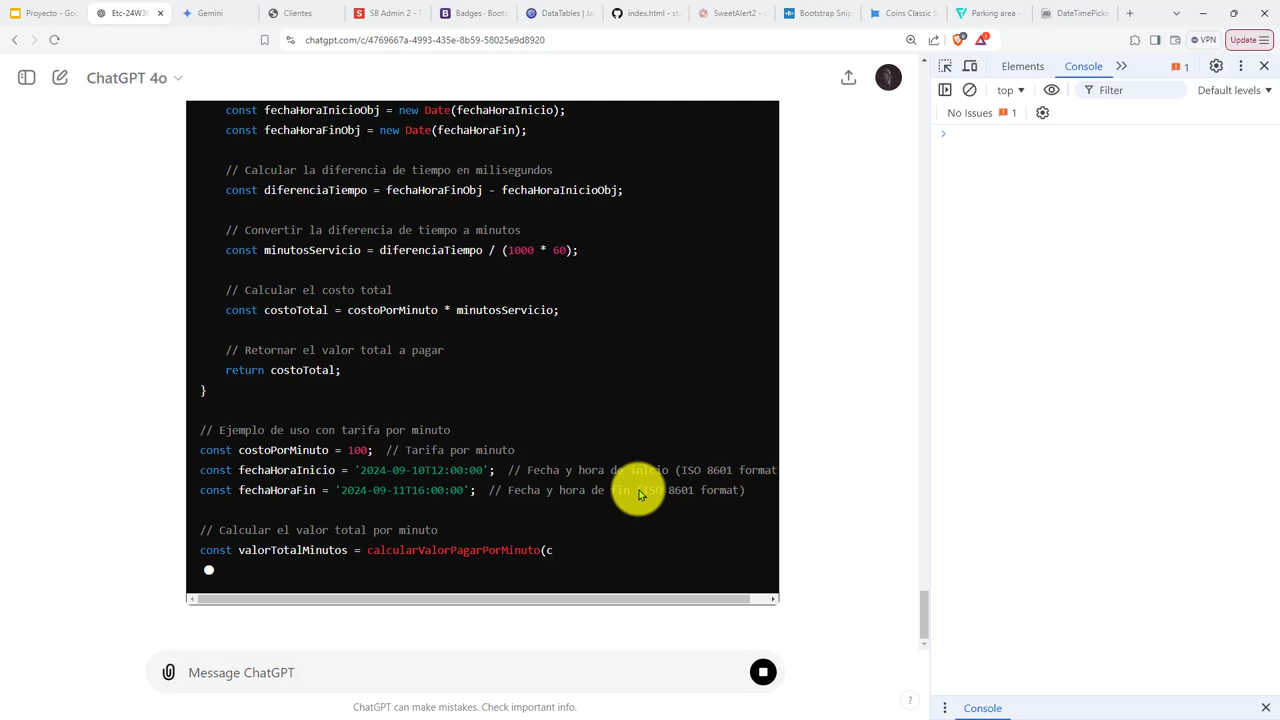 Proyecto - Goo
Etc-24W3
Gemini
Clientes
SB Admin 2 - T
Badges · Boots
DataTables | Ja
index.html - sta
SweetAlert2 - a
Bootstrap Snip
Coins Classic S
Parking area -
DateTimePicke
chatgpt.com/c/4769667a-4993-435e-8b59-58025e9d8920
VPN
Update
ChatGPT 4o
const fechaHoraInicioObj = new Date(fechaHoraInicio);
const fechaHoraFinObj = new Date(fechaHoraFin);
// Calcular la diferencia de tiempo en milisegundos
const diferenciaTiempo = fechaHoraFinObj - fechaHoraInicioObj;
// Convertir la diferencia de tiempo a minutos
const minutosServicio = diferenciaTiempo / (1000 * 60);
// Calcular el costo total
const costoTotal = costoPorMinuto * minutosServicio;
// Retornar el valor total a pagar
return costoTotal;
}
// Ejemplo de uso con tarifa por minuto
const costoPorMinuto = 100; // Tarifa por minuto
const fechaHoraInicio = '2024-09-10T12:00:00'; // Fecha y hora de inicio (ISO 8601 format
const fechaHoraFin = '2024-09-11T16:00:00'; // Fecha y hora de fin (ISO 8601 format)
// Calcular el valor total por minuto
const valorTotalMinutos = calcularValorPagarPorMinuto(c
Message ChatGPT
ChatGPT can make mistakes. Check important info.
?
Elements
Console
1
top
Filter
Default levels
No Issues
1
Console